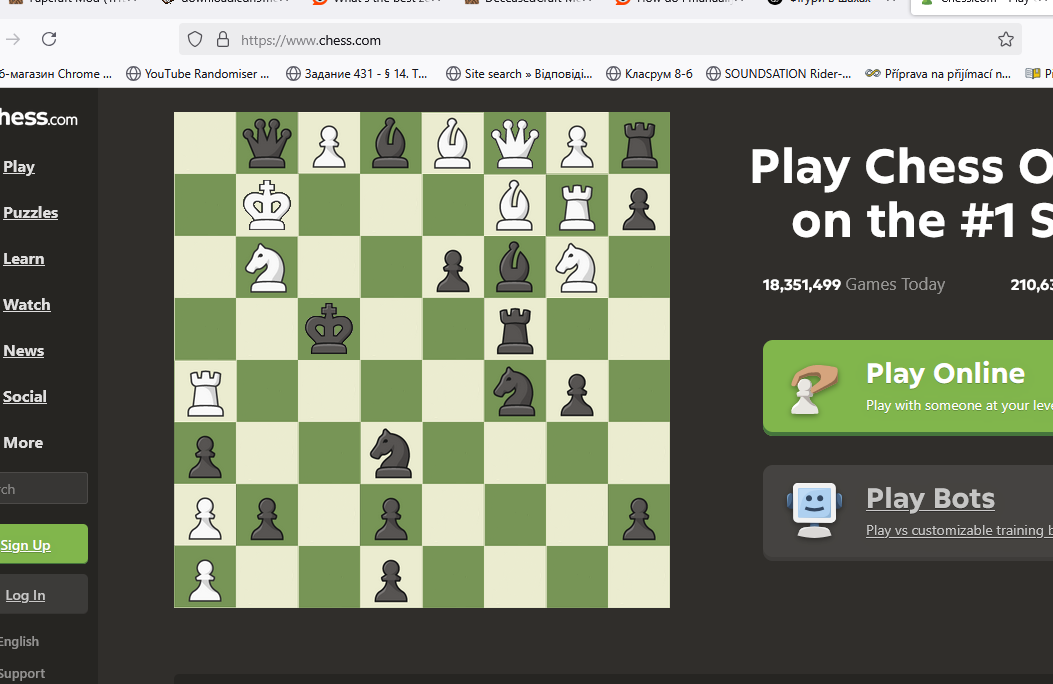 https://www.chess.com
б-магазин Chrome ...
YouTube Randomiser ...
Задание 431 - § 14. Т...
Site search » Відповіді...
Класрум 8-б
SOUNDSATION Rider-...
Příprava na přijímací n...
hess.com
Play
Puzzles
Learn
Watch
News
Social
More
rch
Sign Up
Log In
English
Support
Play Chess O
on the #1 S
18,351,499 Games Today
210,63
Play Online
Play with someone at your leve
Play Bots
Play vs customizable training b